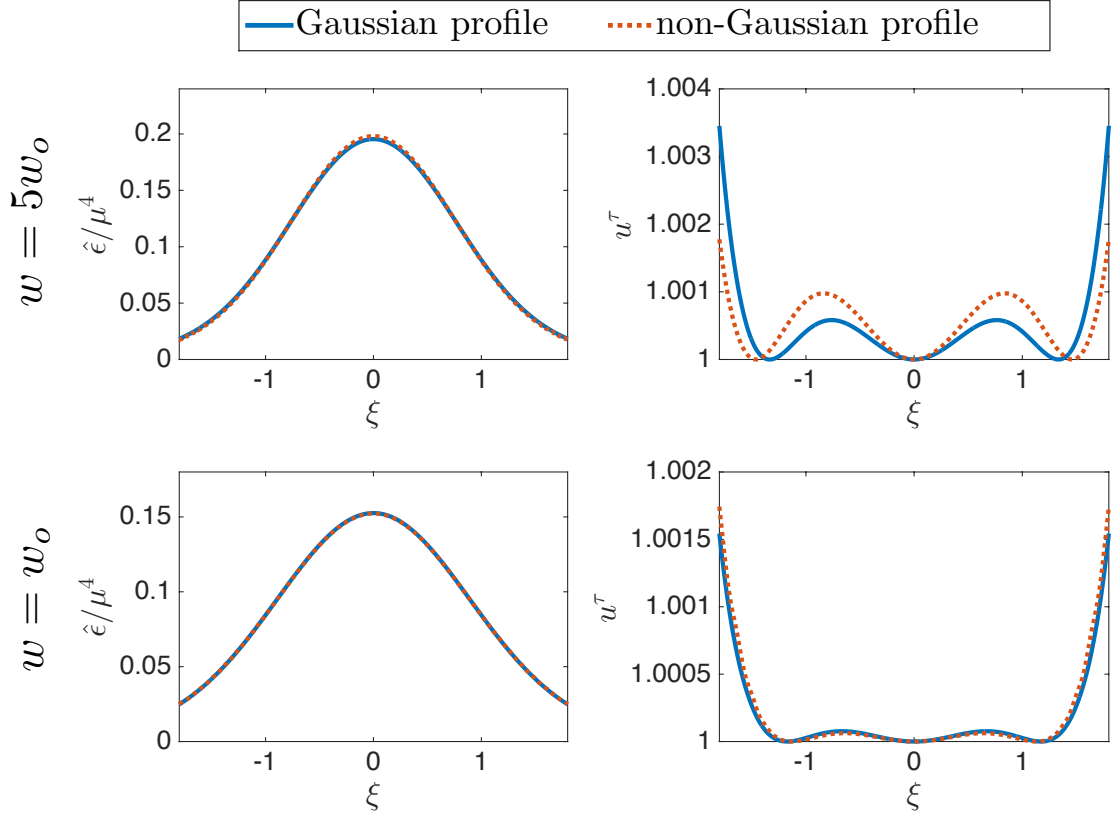 Gaussian profile non-Gaussian profile
w = 5w_o
ε̂/μ⁴
0.2
0.15
0.1
0.05
0
-1 0 1
ξ
u^τ
1.004
1.003
1.002
1.001
1
-1 0 1
ξ
w = w_o
ε̂/μ⁴
0.15
0.1
0.05
0
-1 0 1
ξ
u^τ
1.002
1.0015
1.001
1.0005
1
-1 0 1
ξ